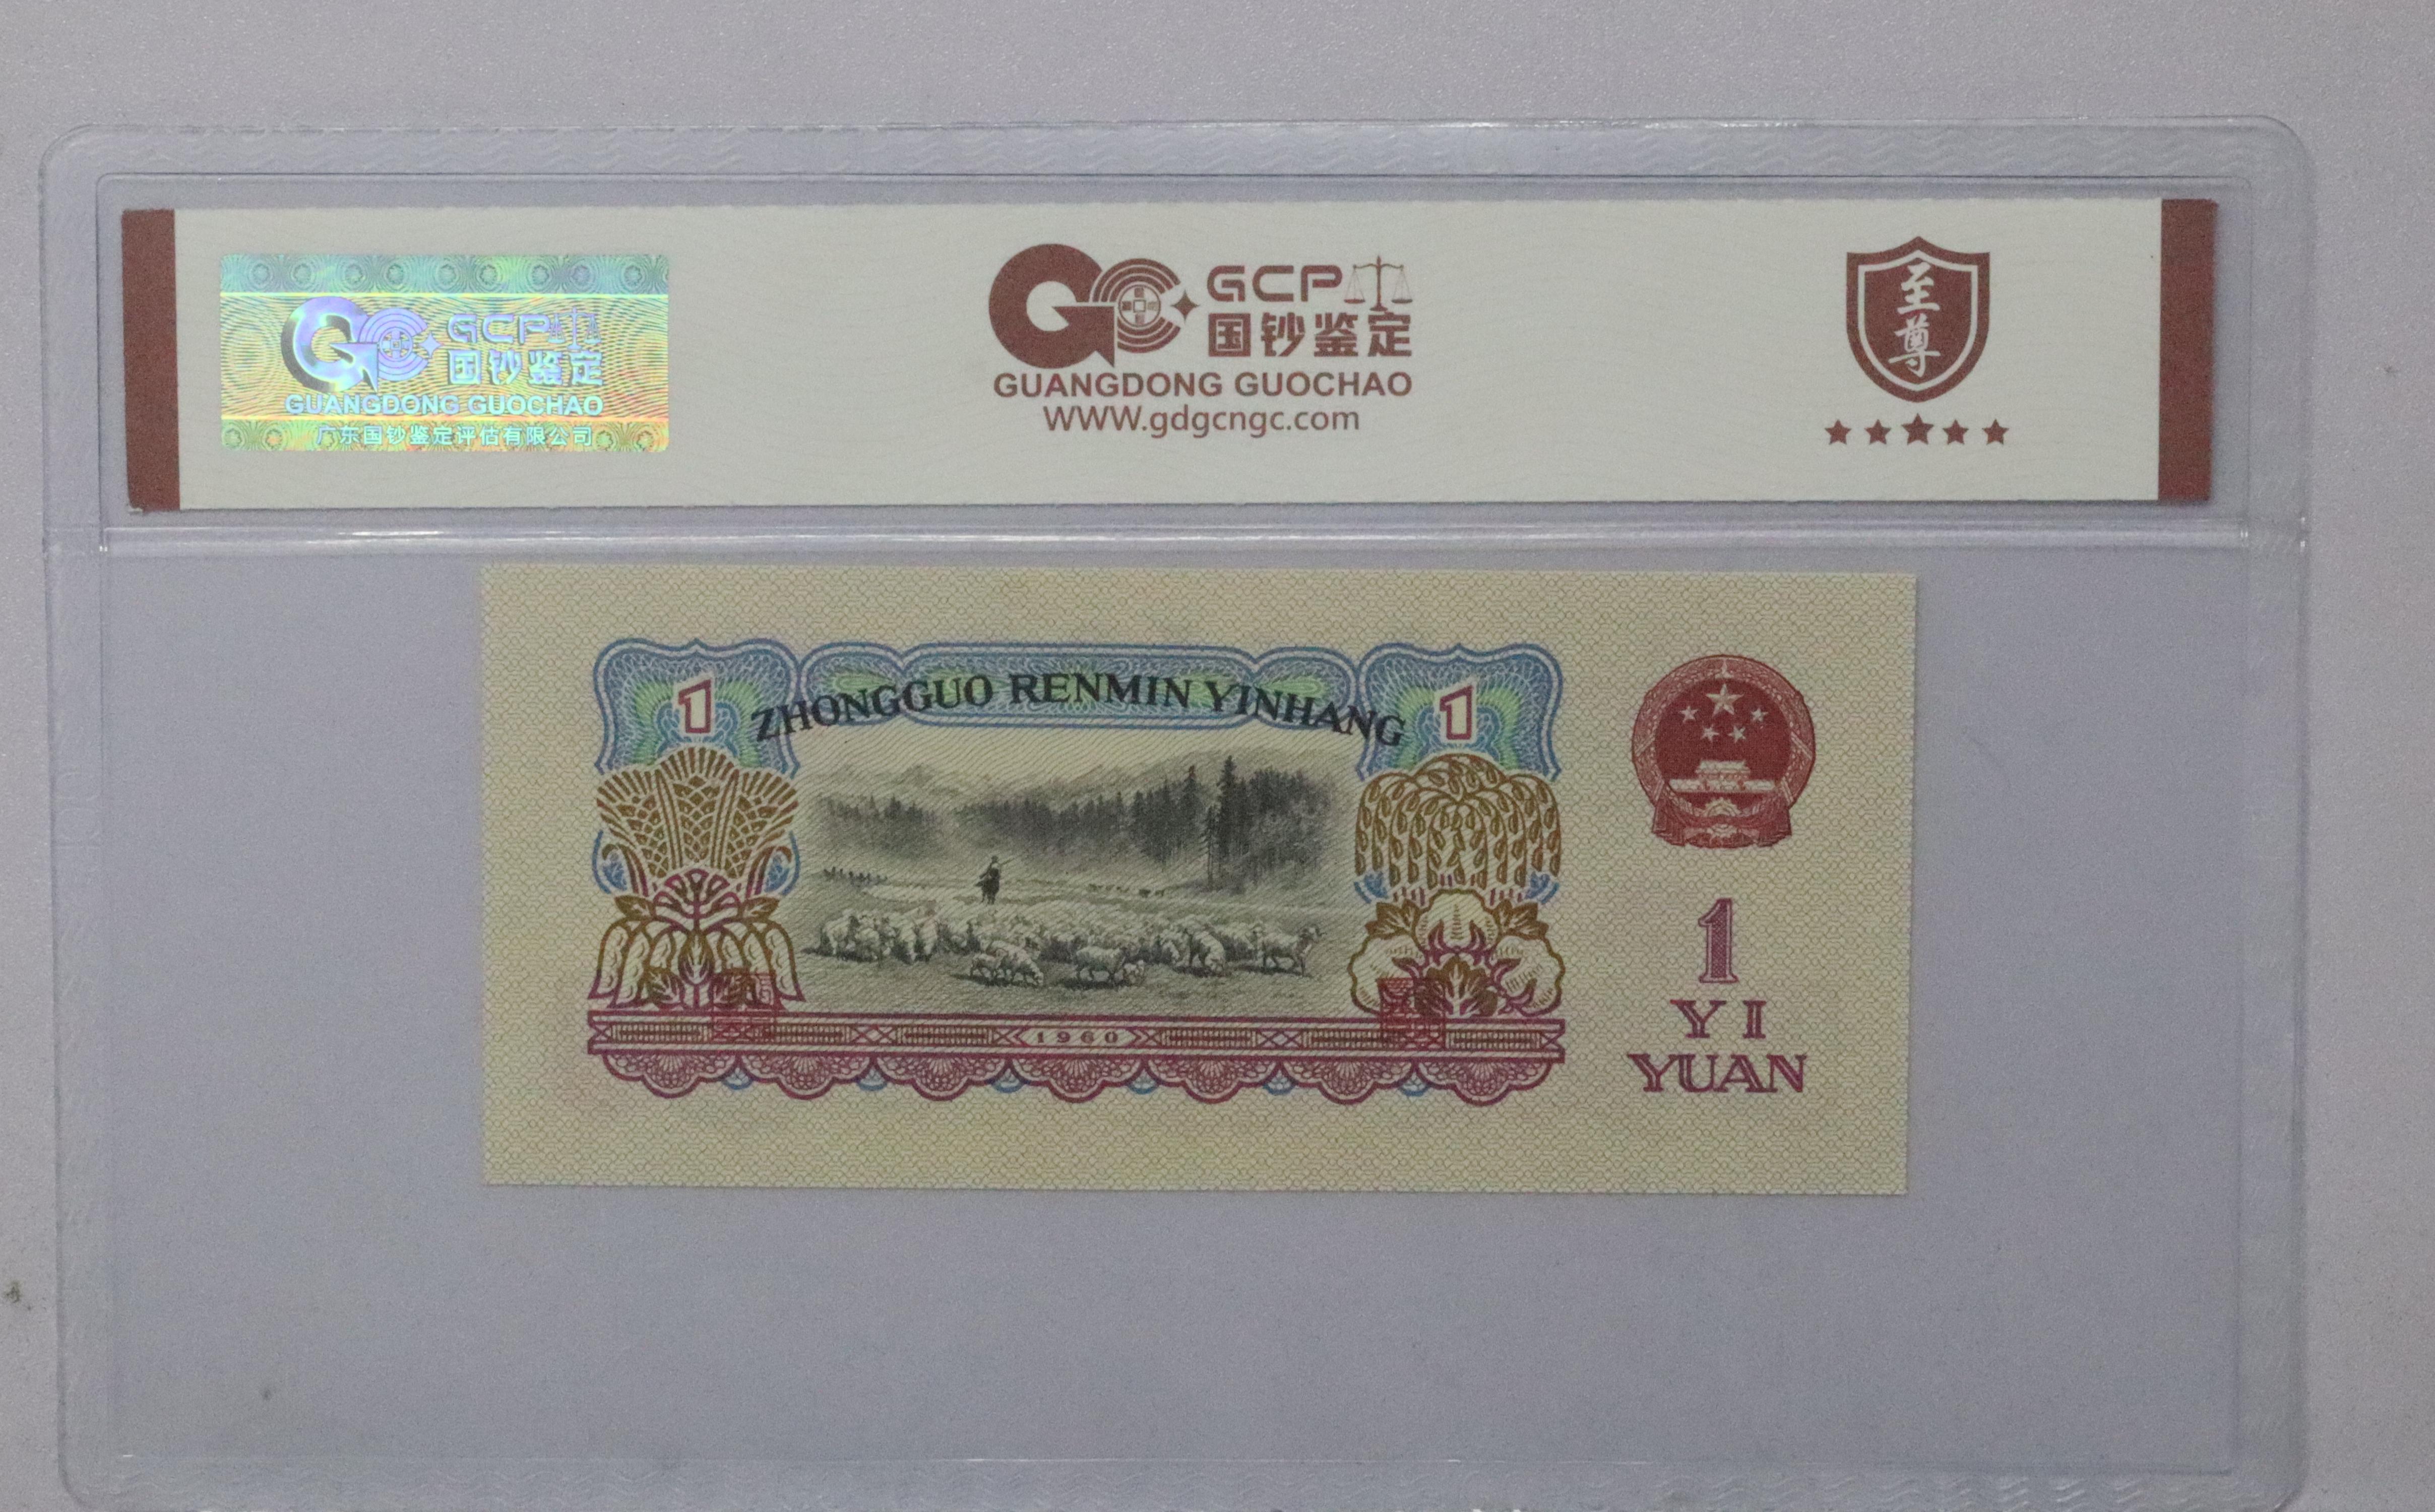 GCP
国钞鉴定
GUANGDONG GUOCHAO
广东国钞鉴定评估有限公司
GCP
国钞鉴定
GUANGDONG GUOCHAO
WWW.gdgcngc.com
至尊
1
ZHONGGUO RENMIN YINHANG
1
1960
1
YI
YUAN